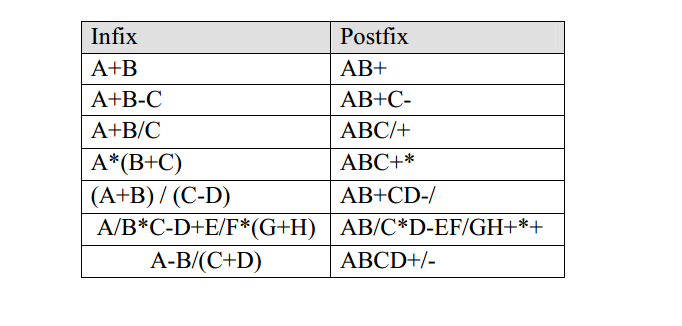 Infix Postfix
A+B AB+
A+B-C AB+C-
A+B/C ABC/+
A*(B+C) ABC+*
(A+B) / (C-D) AB+CD-/
A/B*C-D+E/F*(G+H) AB/C*D-EF/GH+*+
A-B/(C+D) ABCD+/-